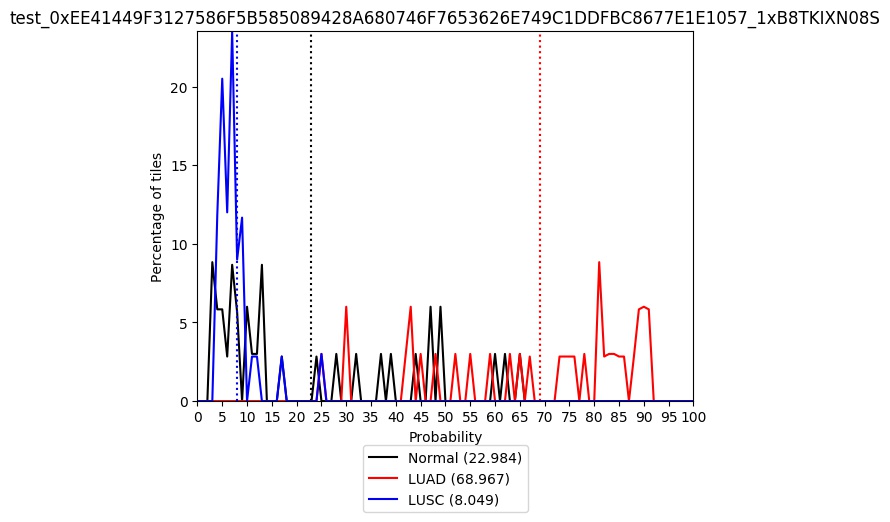 test_0xEE41449F3127586F5B585089428A680746F7653626E749C1DDFBC8677E1E1057_1xB8TKIXN08S
20
15
10
5
0
Percentage of tiles
0 5 10 15 20 25 30 35 40 45 50 55 60 65 70 75 80 85 90 95 100
Probability
Normal (22.984)
LUAD (68.967)
LUSC (8.049)